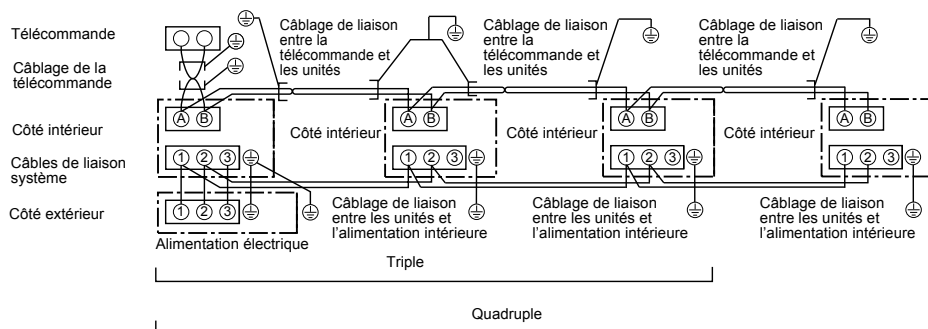 Télécommande
Câblage de la
télécommande
Côté intérieur
Câbles de liaison
système
Côté extérieur
Câblage de liaison
entre la
télécommande et
les unités
Câblage de liaison
entre la
télécommande et
les unités
Câblage de liaison
entre la
télécommande et
les unités
A B
Côté intérieur
A B
Côté intérieur
A B
Côté intérieur
A B
1 2 3
1 2 3
1 2 3
1 2 3
1 2 3
Alimentation électrique
Câblage de liaison
entre les unités et
l'alimentation intérieure
Câblage de liaison
entre les unités et
l'alimentation intérieure
Câblage de liaison
entre les unités et
l'alimentation intérieure
Triple
Quadruple